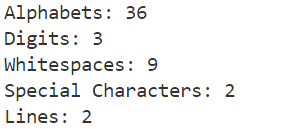 Alphabets: 36
Digits: 3
Whitespaces: 9
Special Characters: 2
Lines: 2